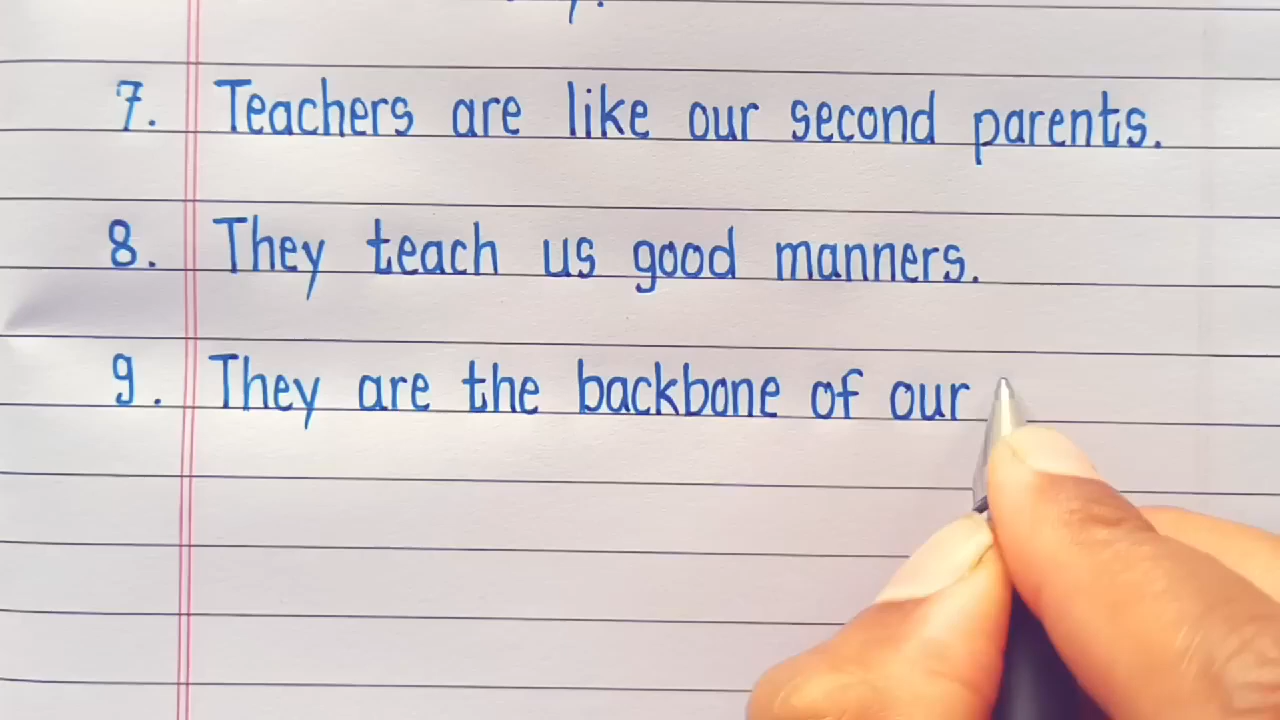 7. Teachers are like our second parents.
8. They teach us good manners.
9. They are the backbone of our